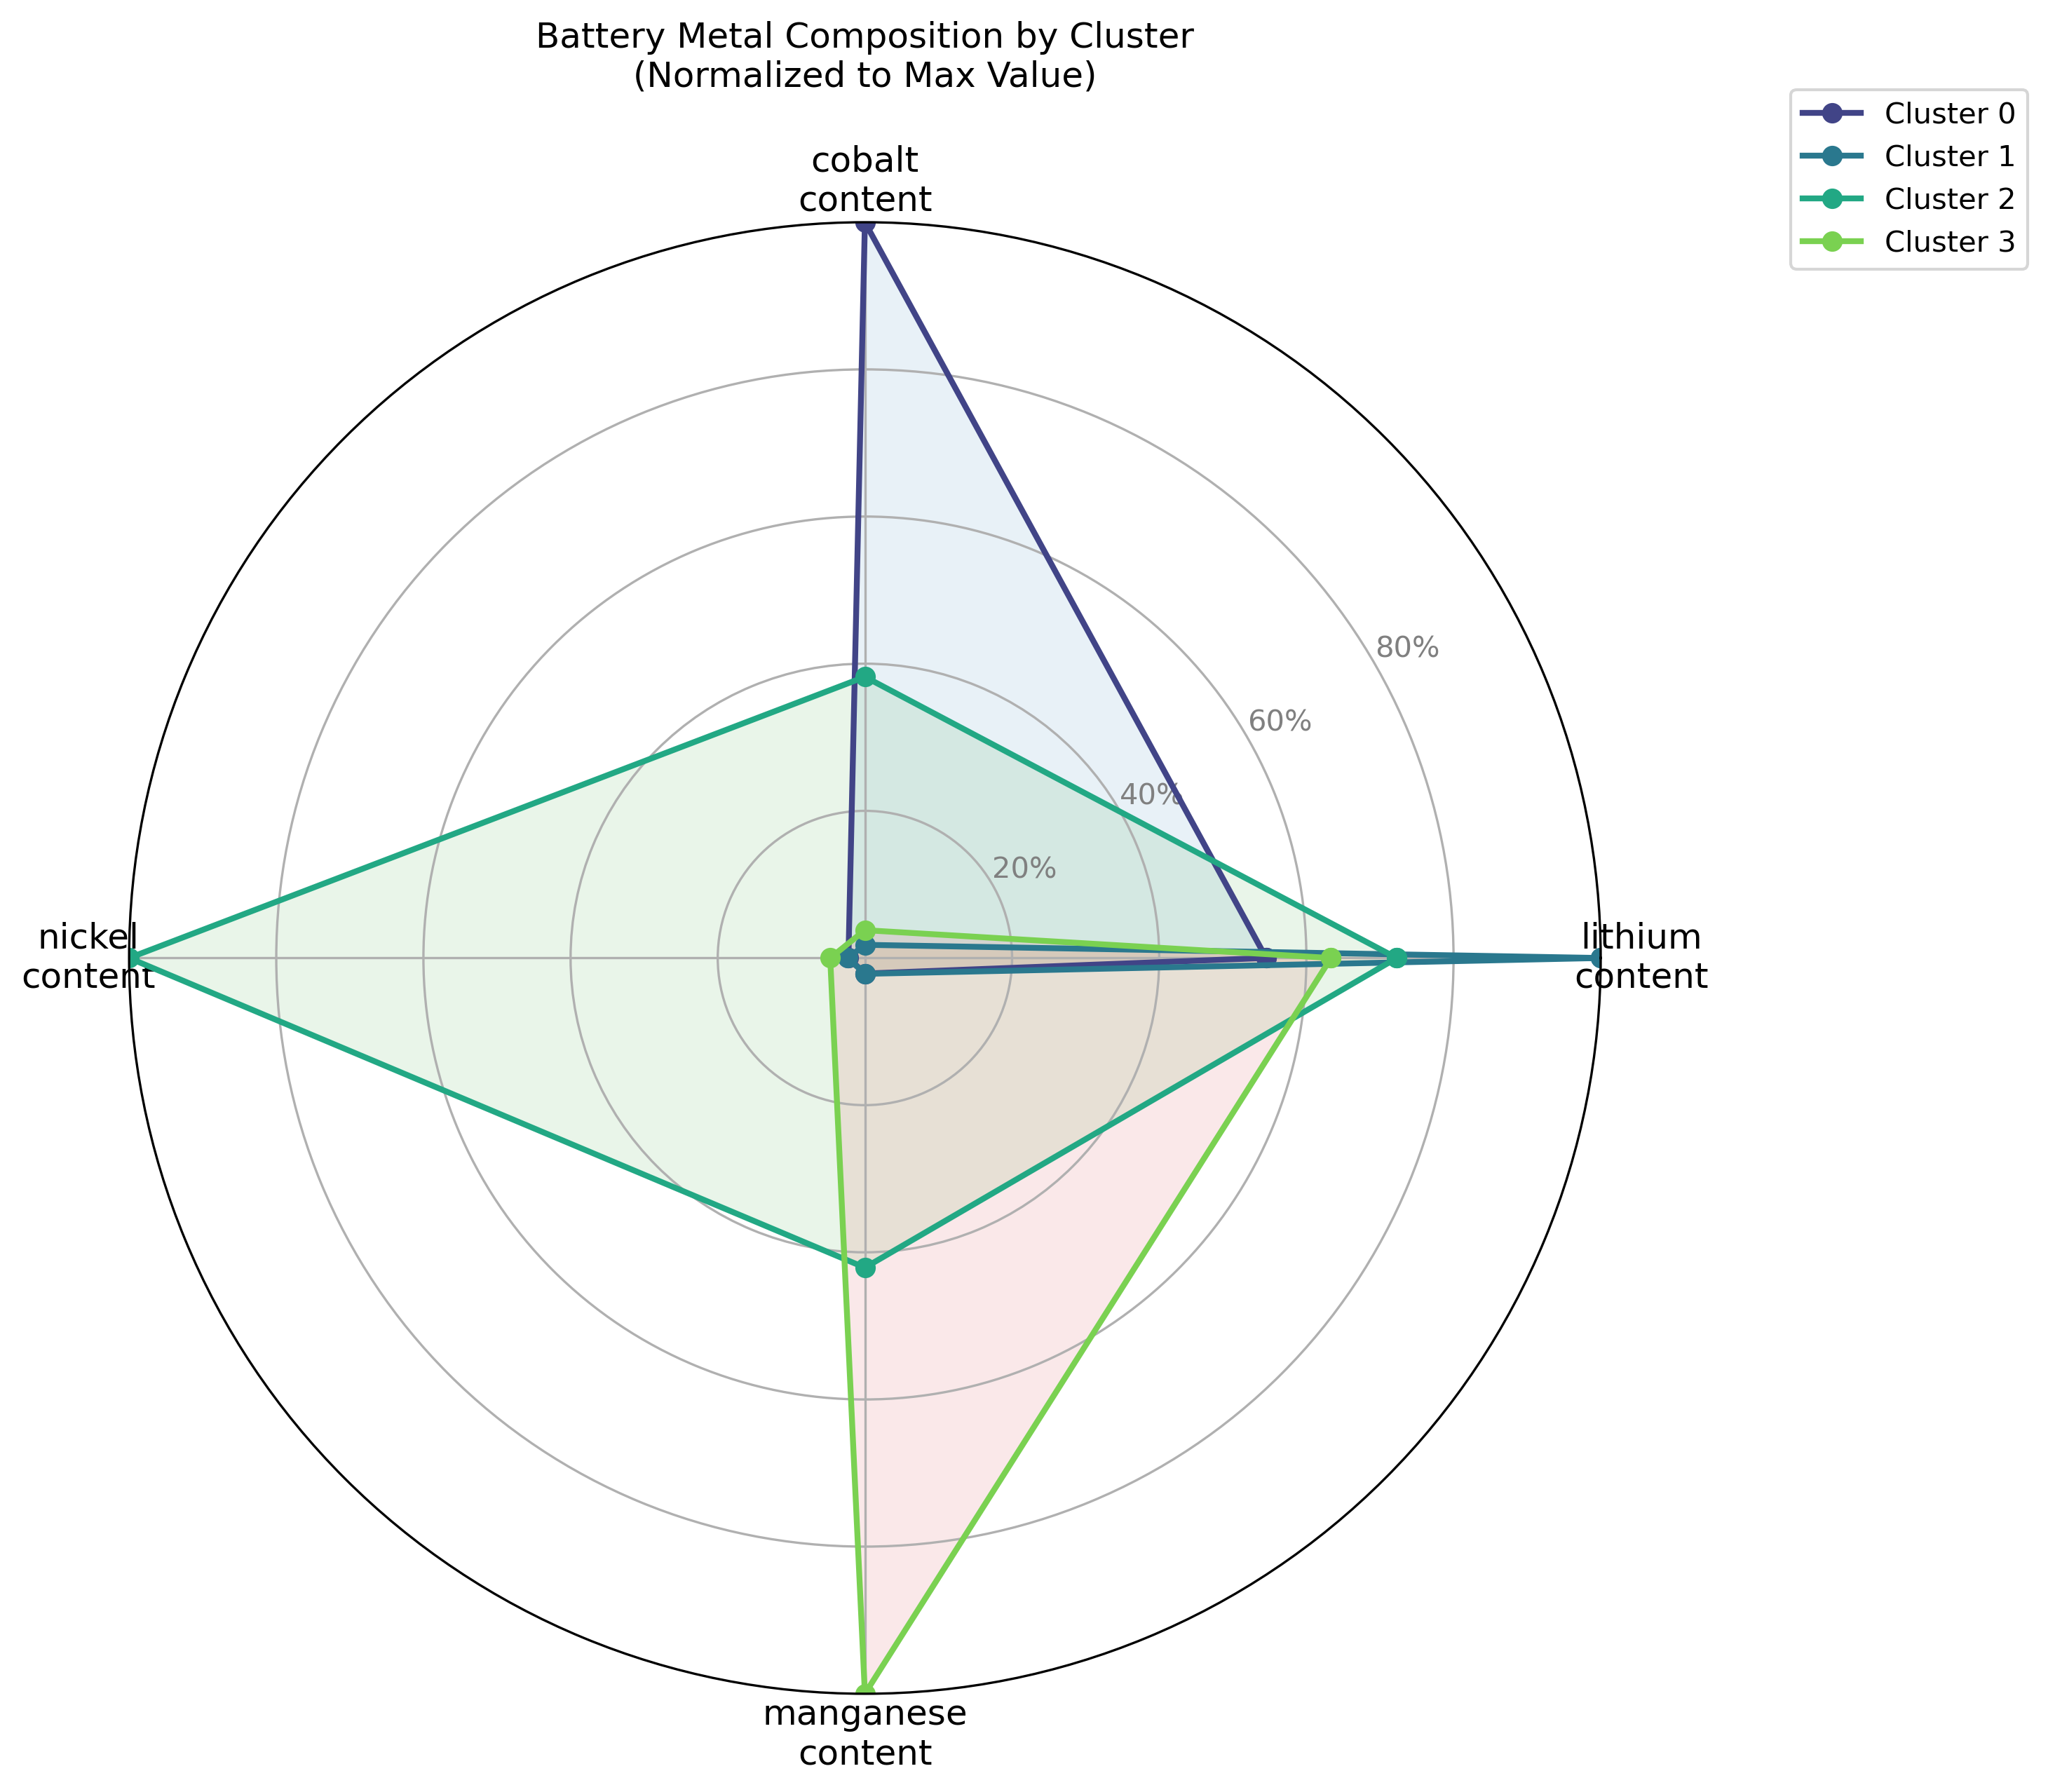 Battery Metal Composition by Cluster
(Normalized to Max Value)
Cluster 0
Cluster 1
Cluster 2
Cluster 3
cobalt
content
80%
60%
40%
20%
nickel
content
lithium
content
manganese
content